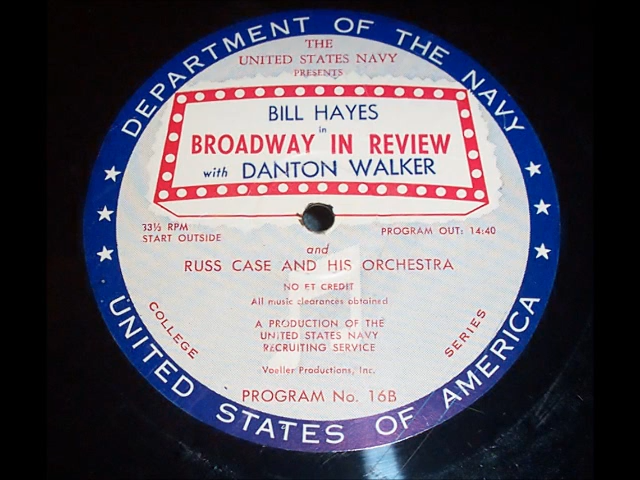 DEPARTMENT OF THE NAVY
THE
UNITED STATES NAVY
PRESENTS
BILL HAYES
in
BROADWAY IN REVIEW
with DANTON WALKER
33⅓ RPM
START OUTSIDE
PROGRAM OUT: 14:40
and
RUSS CASE AND HIS ORCHESTRA
NO ET CREDIT
All music clearances obtained
A PRODUCTION OF THE
UNITED STATES NAVY
RECRUITING SERVICE
Voeller Productions, Inc.
COLLEGE
SERIES
PROGRAM No. 16B
UNITED STATES OF AMERICA